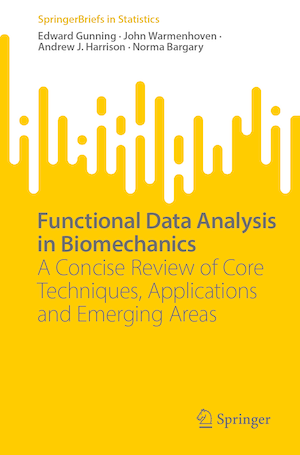 SpringerBriefs in Statistics
Edward Gunning · John Warmenhoven ·
Andrew J. Harrison · Norma Bargary
Functional Data Analysis
in Biomechanics
A Concise Review of Core
Techniques, Applications
and Emerging Areas
Springer